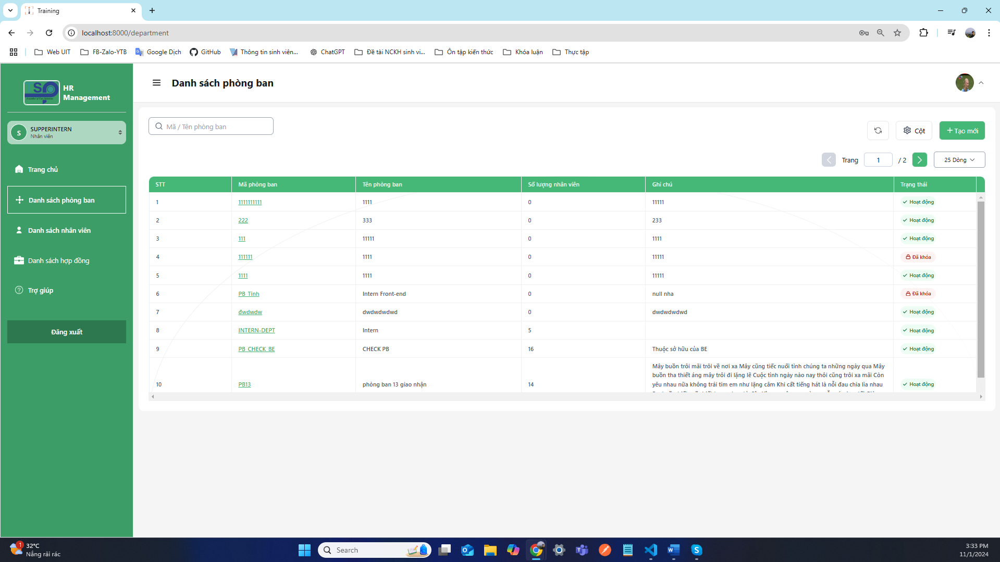 Training
localhost:8000/department
Web UIT
FB-Zalo-YTB
Google Dịch
GitHub
Thông tin sinh viên...
ChatGPT
Đề tài NCKH sinh vi...
Ôn tập kiến thức
Khóa luận
Thực tập
HR
Management
S
SUPPERINTERN
Nhân viên
Trang chủ
Danh sách phòng ban
Danh sách nhân viên
Danh sách hợp đồng
Trợ giúp
Đăng xuất
Danh sách phòng ban
Mã / Tên phòng ban
Cột
+ Tạo mới
Trang 1 / 2
25 Dòng
STT Mã phòng ban Tên phòng ban Số lượng nhân viên Ghi chú Trạng thái
1 1111111111 1111 0 11111 Hoạt động
2 222 333 0 233 Hoạt động
3 111 11111 0 1111 Hoạt động
4 111111 1111 0 11111 Đã khóa
5 1111 1111 0 11111 Hoạt động
6 PB_Tinh Intern Front-end 0 null nha Đã khóa
7 đwdwdw dwdwdwdwd 0 dwdwdwdwd Hoạt động
8 INTERN-DEPT Intern 5 Hoạt động
9 PB_CHECK_BE CHECK PB 16 Thuộc sở hữu của BE Hoạt động
Mây buồn trôi mãi trôi về nơi xa Mây cũng tiếc nuối tình chúng ta những ngày qua Mây
buồn tha thiết áng mây trôi đi lặng lẽ Cuộc tình ngày nào nay thôi cũng trôi xa mãi Còn
10 PB13 phòng ban 13 giao nhận 14 yêu nhau nữa không trái tim em như lặng câm Khi cất tiếng hát là nỗi đau chia lìa nhau Hoạt động
1
32°C
Nắng rải rác
Search
3:33 PM
11/1/2024